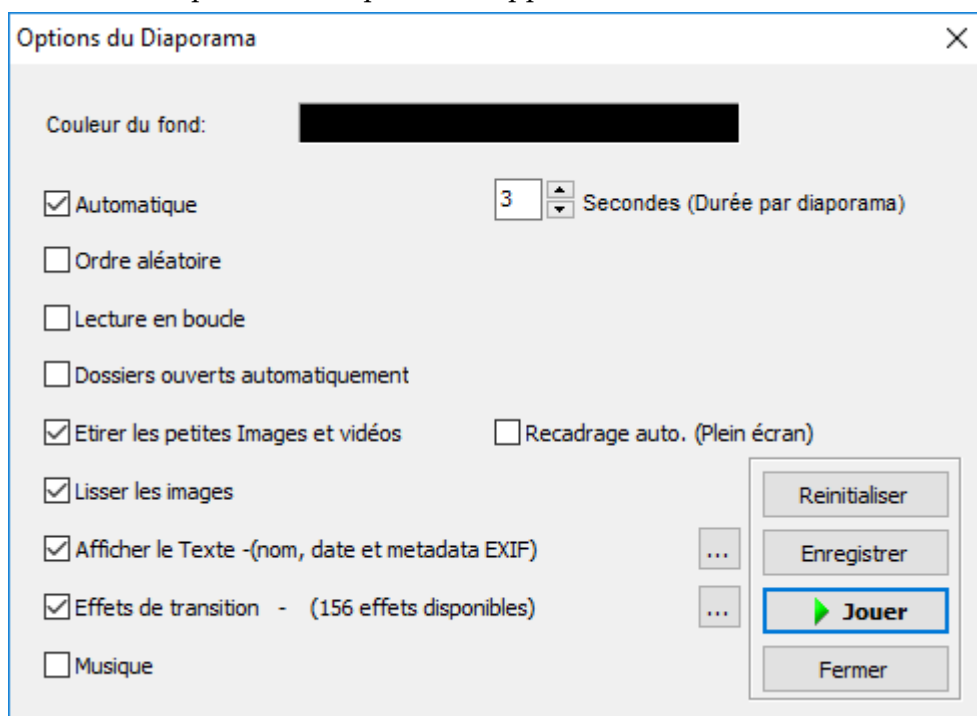 Options du Diaporama
Couleur du fond:
Automatique
3 Secondes (Durée par diaporama)
Ordre aléatoire
Lecture en boucle
Dossiers ouverts automatiquement
Etirer les petites Images et vidéos
Recadrage auto. (Plein écran)
Lisser les images
Reinitialiser
Afficher le Texte -(nom, date et metadata EXIF)
...
Enregistrer
Effets de transition - (156 effets disponibles)
...
Jouer
Musique
Fermer